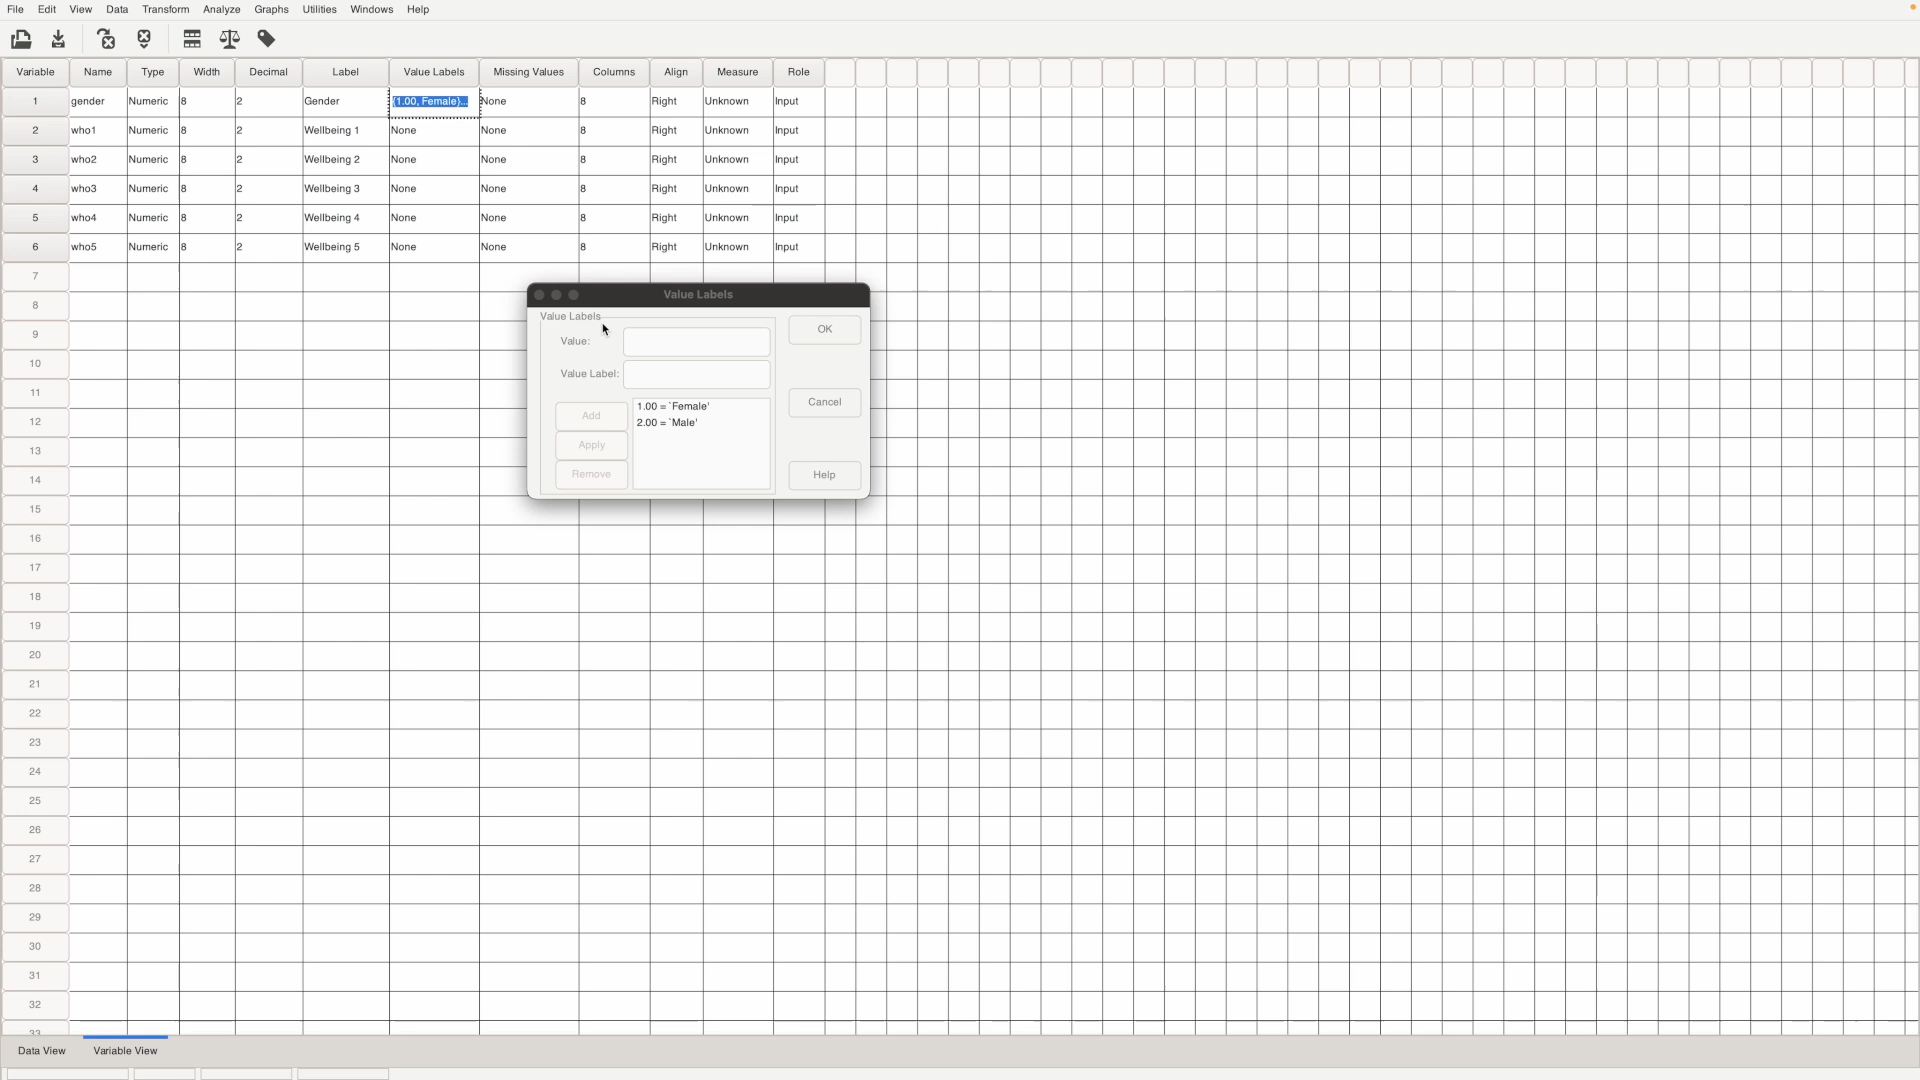 File Edit View Data Transform Analyze Graphs Utilities Windows Help
Variable Name Type Width Decimal Label Value Labels Missing Values Columns Align Measure Role
1 gender Numeric 8 2 Gender {1.00, Female}... None 8 Right Unknown Input
2 who1 Numeric 8 2 Wellbeing 1 None None 8 Right Unknown Input
3 who2 Numeric 8 2 Wellbeing 2 None None 8 Right Unknown Input
4 who3 Numeric 8 2 Wellbeing 3 None None 8 Right Unknown Input
5 who4 Numeric 8 2 Wellbeing 4 None None 8 Right Unknown Input
6 who5 Numeric 8 2 Wellbeing 5 None None 8 Right Unknown Input
7
8
9
10
11
12
13
14
15
16
17
18
19
20
21
22
23
24
25
26
27
28
29
30
31
32
33
Value Labels
Value Labels
Value:
OK
Value Label:
Cancel
Add
1.00 = `Female'
2.00 = `Male'
Apply
Remove
Help
Data View Variable View